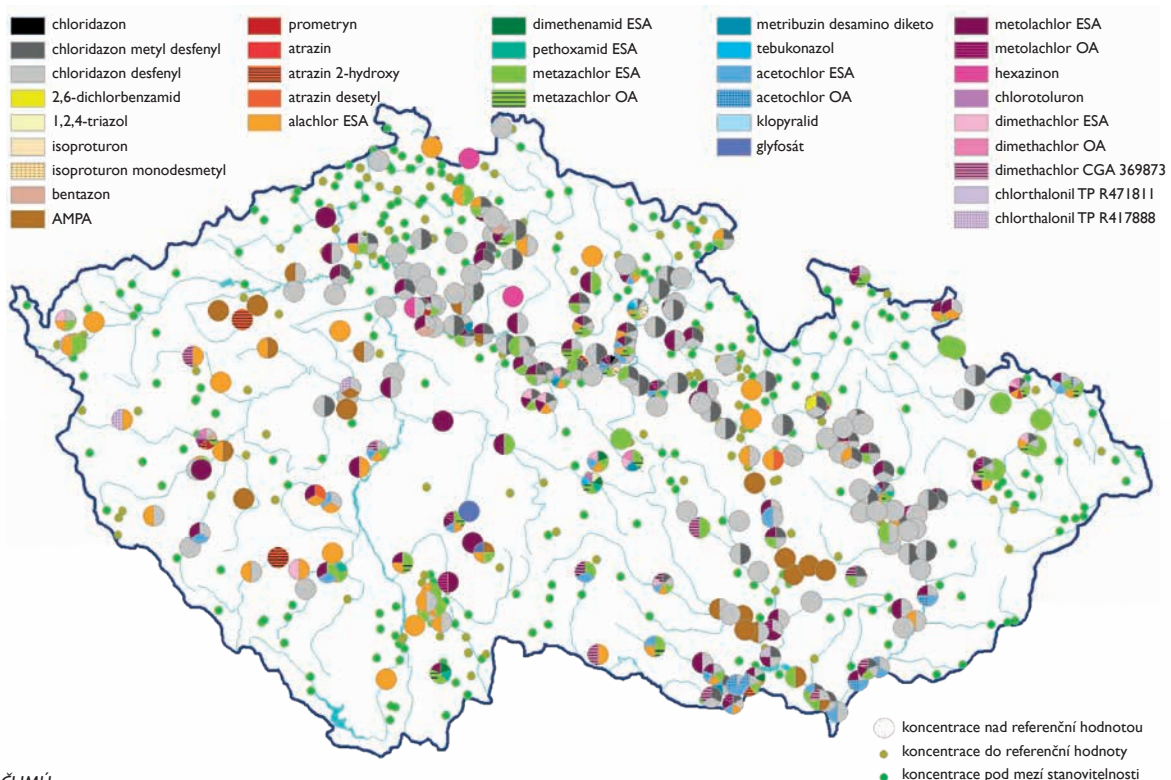 chloridazon
chloridazon metyl desfenyl
chloridazon desfenyl
2,6-dichlorbenzamid
1,2,4-triazol
isoproturon
isoproturon monodesmetyl
bentazon
AMPA
prometryn
atrazin
atrazin 2-hydroxy
atrazin desetyl
alachlor ESA
dimethenamid ESA
pethoxamid ESA
metazachlor ESA
metazachlor OA
metribuzin desamino diketo
tebukonazol
acetochlor ESA
acetochlor OA
klopyralid
glyfosát
metolachlor ESA
metolachlor OA
hexazinon
chlorotoluron
dimethachlor ESA
dimethachlor OA
dimethachlor CGA 369873
chlorthalonil TP R471811
chlorthalonil TP R417888
koncentrace nad referenční hodnotou
koncentrace do referenční hodnoty
koncentrace pod mezí stanovitelnosti